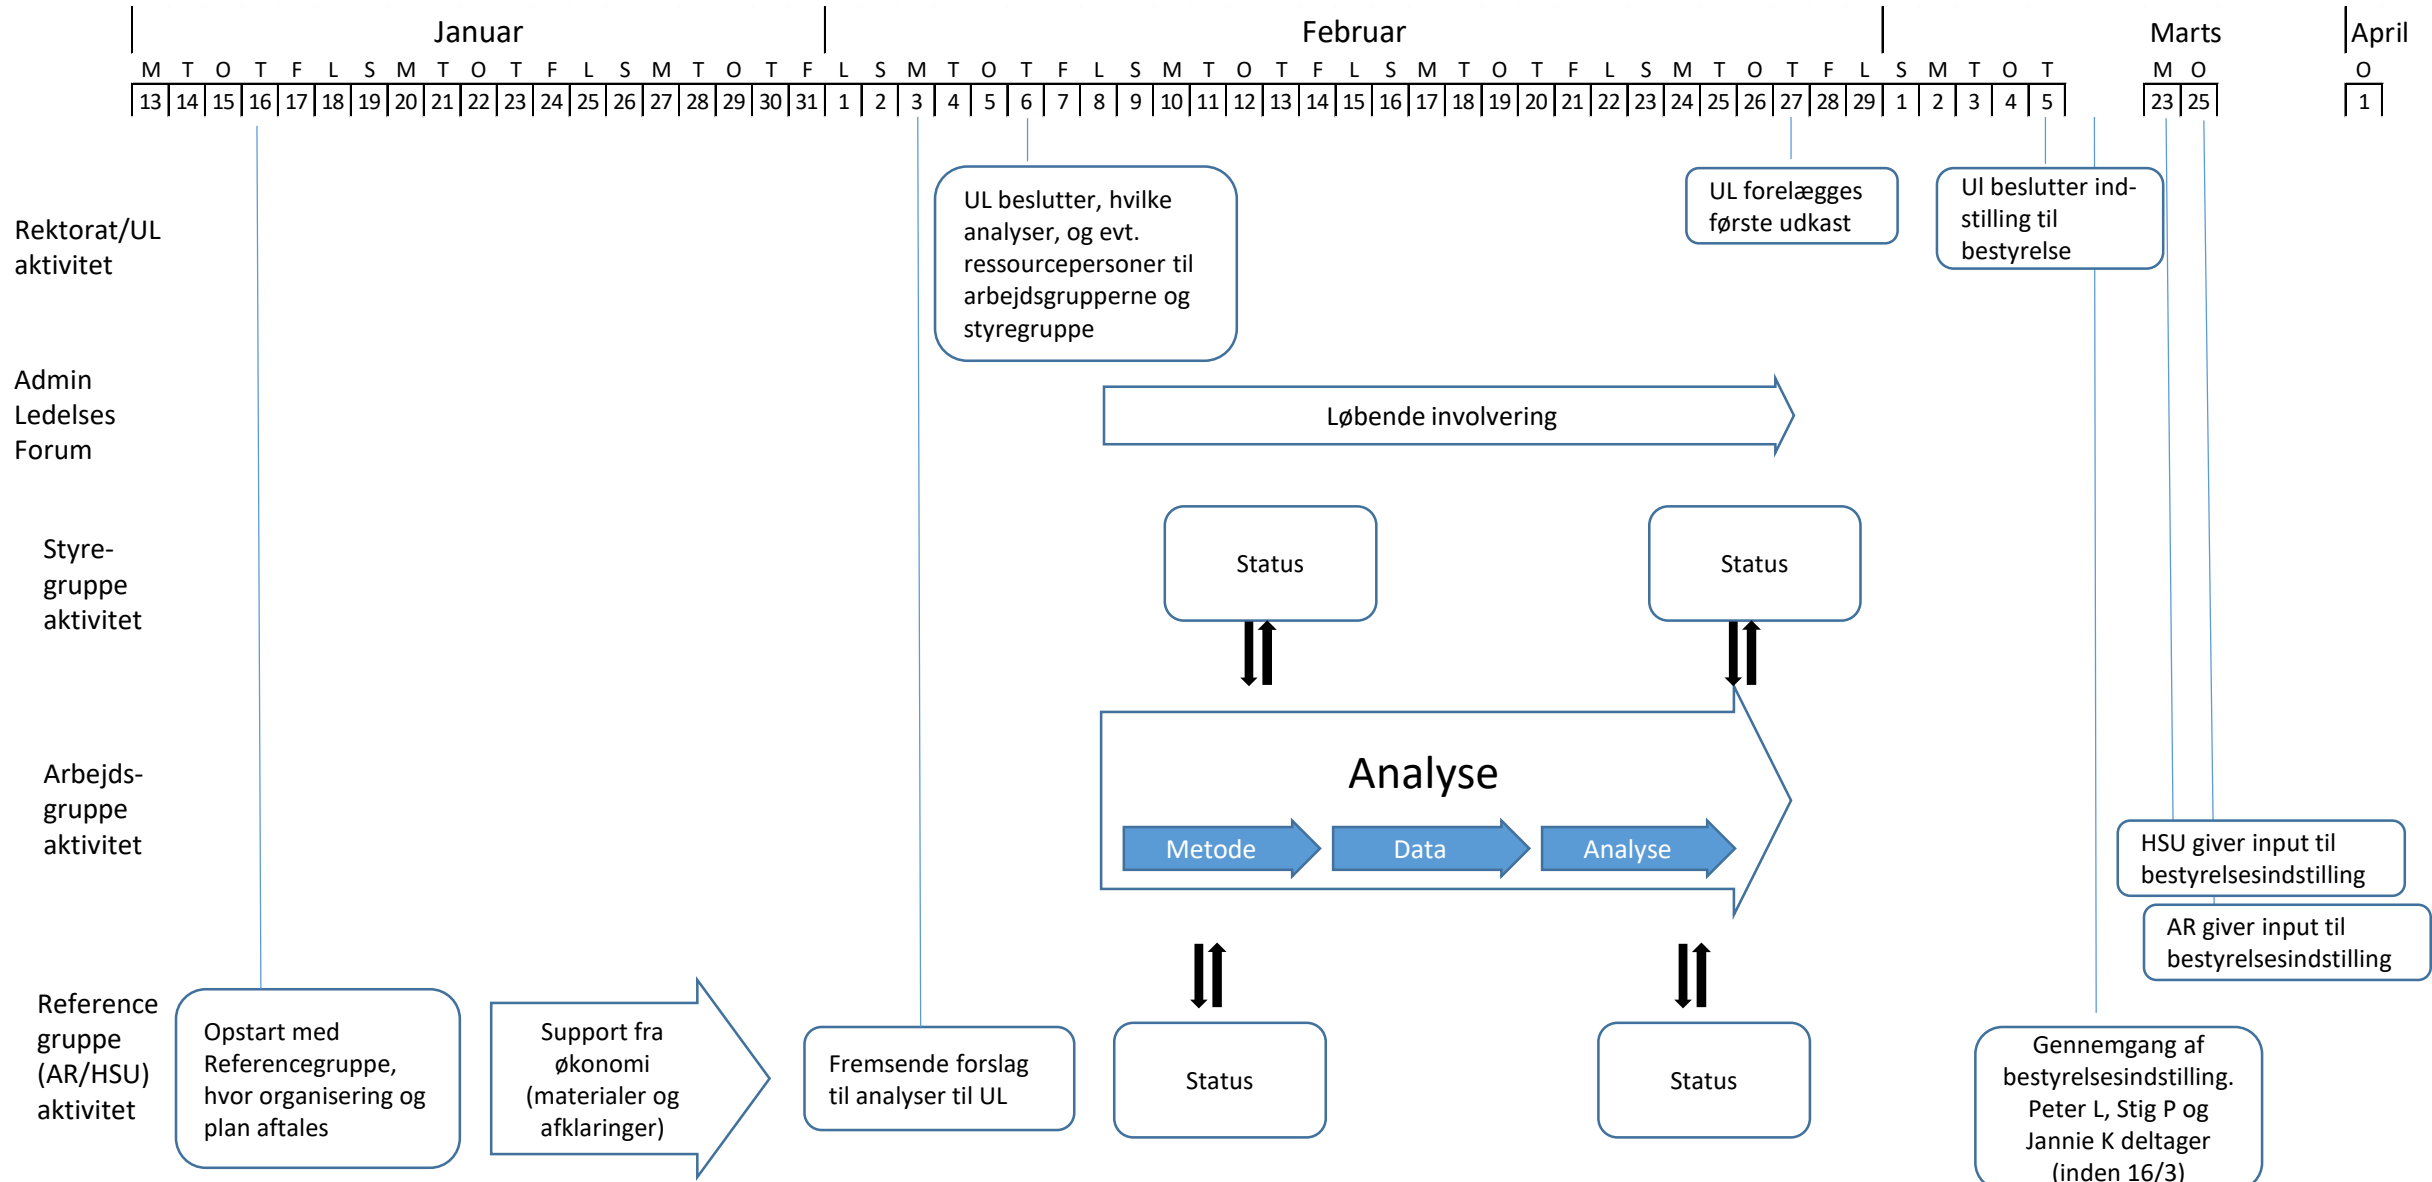 Januar Februar Marts April
M T O T F L S M T O T F L S M T O T F L S M T O T F L S M T O T F L S M T O T F L S M T O T F L S M T O T M O O
13 14 15 16 17 18 19 20 21 22 23 24 25 26 27 28 29 30 31 1 2 3 4 5 6 7 8 9 10 11 12 13 14 15 16 17 18 19 20 21 22 23 24 25 26 27 28 29 1 2 3 4 5 23 25 1
Rektorat/UL
aktivitet
UL beslutter, hvilke
analyser, og evt.
ressourcepersoner til
arbejdsgrupperne og
styregruppe
UL forelægges
første udkast
Ul beslutter ind-
stilling til
bestyrelse
Admin
Ledelses
Forum
Løbende involvering
Styre-
gruppe
aktivitet
Status
Status
Arbejds-
gruppe
aktivitet
Analyse
Metode
Data
Analyse
HSU giver input til
bestyrelsesindstilling
AR giver input til
bestyrelsesindstilling
Reference
gruppe
(AR/HSU)
aktivitet
Opstart med
Referencegruppe,
hvor organisering og
plan aftales
Support fra
økonomi
(materialer og
afklaringer)
Fremsende forslag
til analyser til UL
Status
Status
Gennemgang af
bestyrelsesindstilling.
Peter L, Stig P og
Jannie K deltager
(inden 16/3)